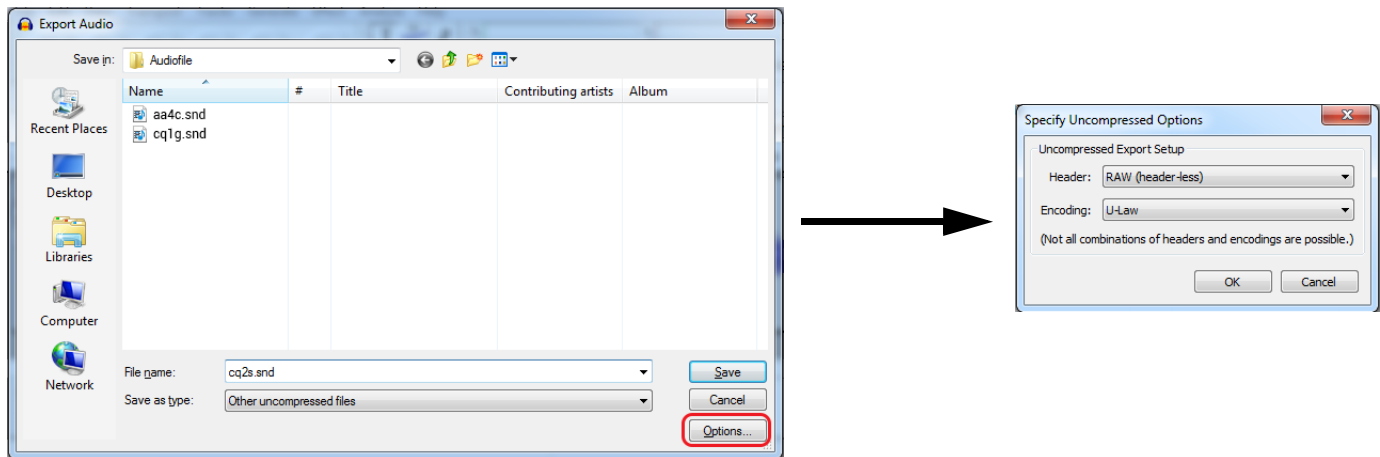 Export Audio
Save in:
Audiofile
Name
#
Title
Contributing artists
Album
aa4c.snd
cq1g.snd
Recent Places
Desktop
Libraries
Computer
Network
File name:
cq2s.snd
Save
Save as type:
Other uncompressed files
Cancel
Options...
Specify Uncompressed Options
Uncompressed Export Setup
Header:
RAW (header-less)
Encoding:
U-Law
(Not all combinations of headers and encodings are possible.)
OK
Cancel